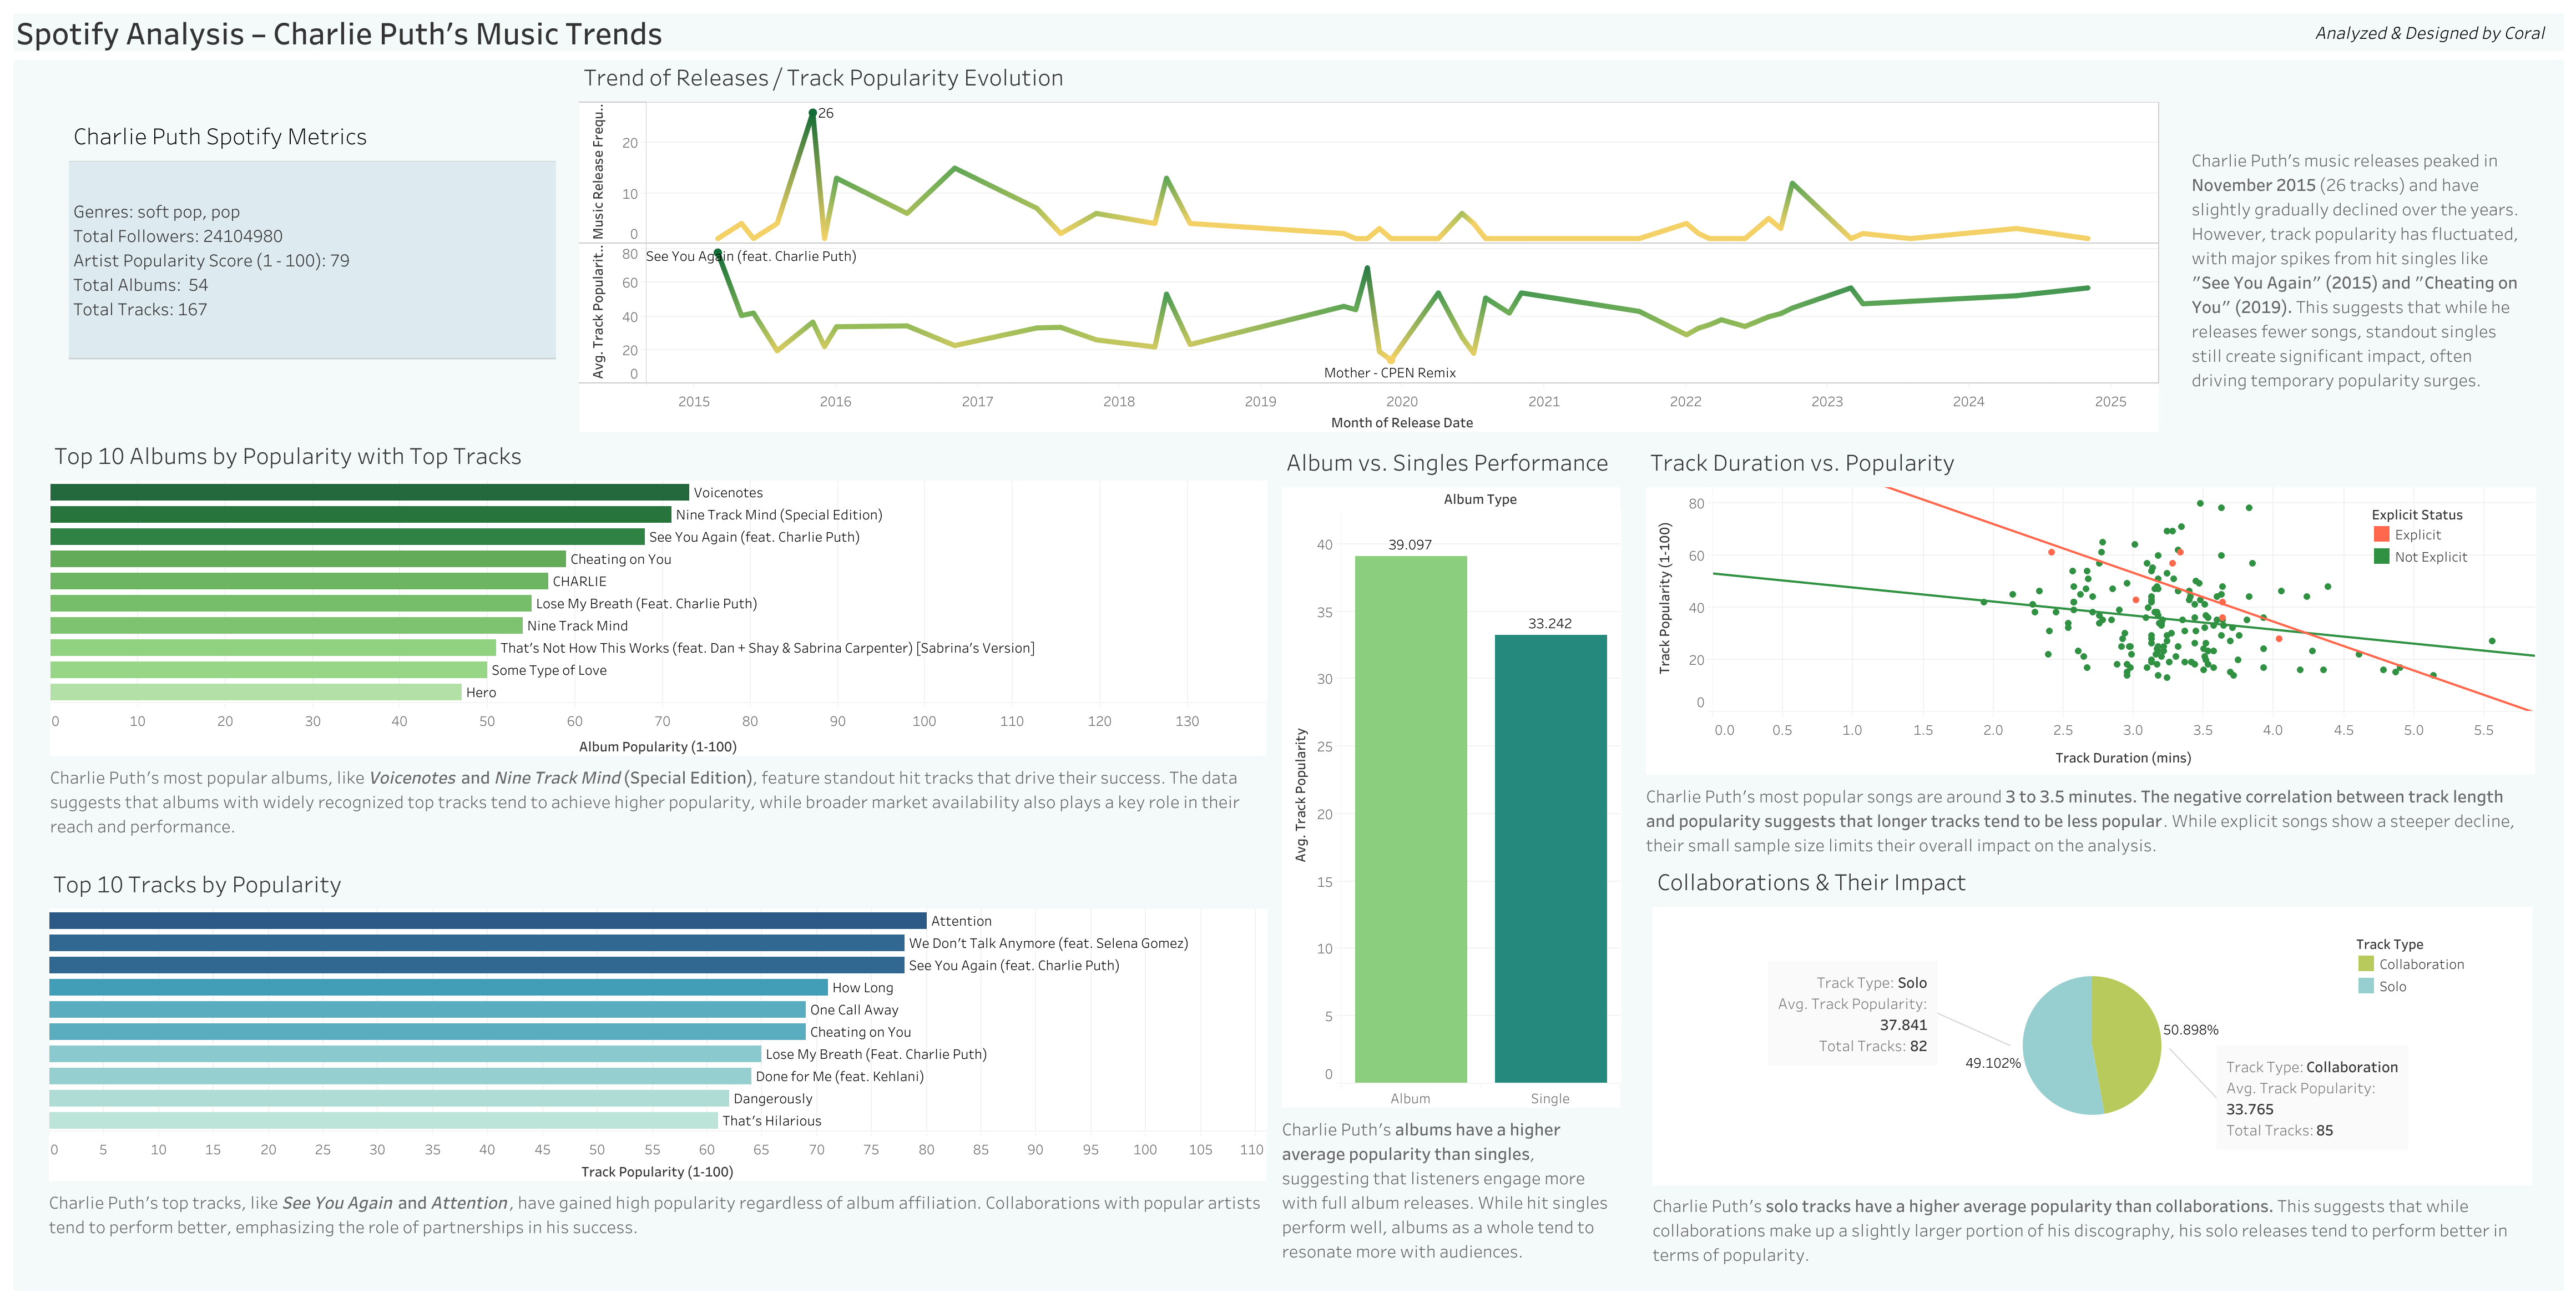 Spotify Analysis – Charlie Puth's Music Trends
Analyzed & Designed by Coral
Charlie Puth Spotify Metrics
Genres: soft pop, pop
Total Followers: 24104980
Artist Popularity Score (1 - 100): 79
Total Albums: 54
Total Tracks: 167
Trend of Releases / Track Popularity Evolution
Music Release Frequ..
20
10
0
26
Avg. Track Popularit..
80
60
40
20
0
See You Again (feat. Charlie Puth)
Mother - CPEN Remix
2015 2016 2017 2018 2019 2020 2021 2022 2023 2024 2025
Month of Release Date
Charlie Puth's music releases peaked in
November 2015 (26 tracks) and have
slightly gradually declined over the years.
However, track popularity has fluctuated,
with major spikes from hit singles like
"See You Again" (2015) and "Cheating on
You" (2019). This suggests that while he
releases fewer songs, standout singles
still create significant impact, often
driving temporary popularity surges.
Top 10 Albums by Popularity with Top Tracks
Voicenotes
Nine Track Mind (Special Edition)
See You Again (feat. Charlie Puth)
Cheating on You
CHARLIE
Lose My Breath (Feat. Charlie Puth)
Nine Track Mind
That's Not How This Works (feat. Dan + Shay & Sabrina Carpenter) [Sabrina's Version]
Some Type of Love
Hero
0 10 20 30 40 50 60 70 80 90 100 110 120 130
Album Popularity (1-100)
Charlie Puth's most popular albums, like Voicenotes and Nine Track Mind (Special Edition), feature standout hit tracks that drive their success. The data
suggests that albums with widely recognized top tracks tend to achieve higher popularity, while broader market availability also plays a key role in their
reach and performance.
Top 10 Tracks by Popularity
Attention
We Don't Talk Anymore (feat. Selena Gomez)
See You Again (feat. Charlie Puth)
How Long
One Call Away
Cheating on You
Lose My Breath (Feat. Charlie Puth)
Done for Me (feat. Kehlani)
Dangerously
That's Hilarious
0 5 10 15 20 25 30 35 40 45 50 55 60 65 70 75 80 85 90 95 100 105 110
Track Popularity (1-100)
Charlie Puth's top tracks, like See You Again and Attention, have gained high popularity regardless of album affiliation. Collaborations with popular artists
tend to perform better, emphasizing the role of partnerships in his success.
Album vs. Singles Performance
Album Type
Avg. Track Popularity
40
35
30
25
20
15
10
5
0
39.097
33.242
Album Single
Charlie Puth's albums have a higher
average popularity than singles,
suggesting that listeners engage more
with full album releases. While hit singles
perform well, albums as a whole tend to
resonate more with audiences.
Track Duration vs. Popularity
Track Popularity (1-100)
80
60
40
20
0
Explicit Status
Explicit
Not Explicit
0.0 0.5 1.0 1.5 2.0 2.5 3.0 3.5 4.0 4.5 5.0 5.5
Track Duration (mins)
Charlie Puth's most popular songs are around 3 to 3.5 minutes. The negative correlation between track length
and popularity suggests that longer tracks tend to be less popular. While explicit songs show a steeper decline,
their small sample size limits their overall impact on the analysis.
Collaborations & Their Impact
Track Type
Collaboration
Solo
Track Type: Solo
Avg. Track Popularity:
37.841
Total Tracks: 82
49.102%
50.898%
Track Type: Collaboration
Avg. Track Popularity:
33.765
Total Tracks: 85
Charlie Puth's solo tracks have a higher average popularity than collaborations. This suggests that while
collaborations make up a slightly larger portion of his discography, his solo releases tend to perform better in
terms of popularity.